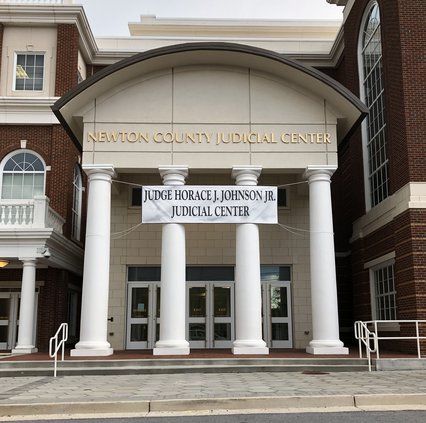 NEWTON COUNTY JUDICIAL CENTER
JUDGE HORACE J. JOHNSON JR.
JUDICIAL CENTER